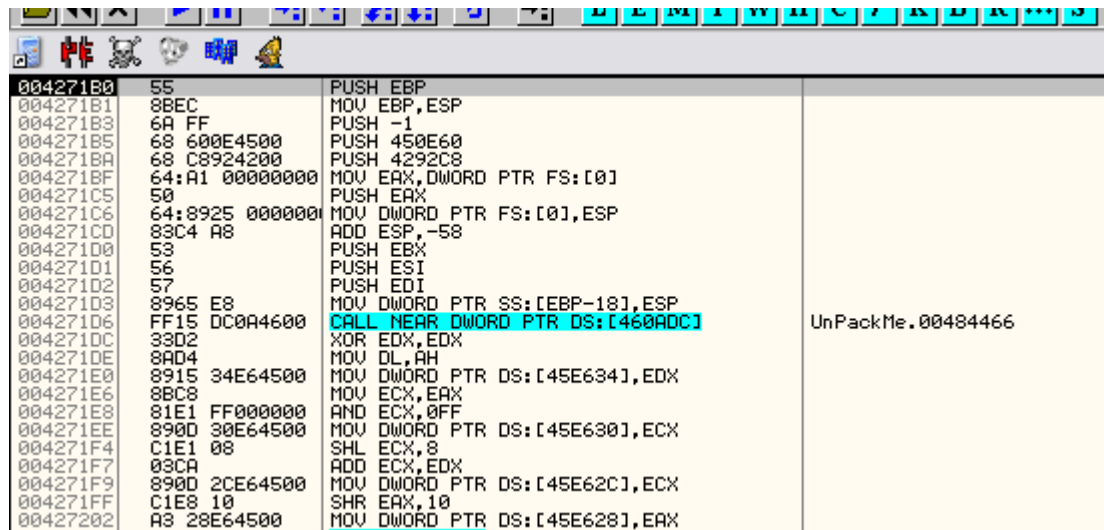 L E M T W H C / K B R ... S
004271B0 55 PUSH EBP
004271B1 8BEC MOV EBP,ESP
004271B3 6A FF PUSH -1
004271B5 68 600E4500 PUSH 450E60
004271BA 68 C8924200 PUSH 4292C8
004271BF 64:A1 00000000 MOV EAX,DWORD PTR FS:[0]
004271C5 50 PUSH EAX
004271C6 64:8925 0000000 MOV DWORD PTR FS:[0],ESP
004271CD 83C4 A8 ADD ESP,-58
004271D0 53 PUSH EBX
004271D1 56 PUSH ESI
004271D2 57 PUSH EDI
004271D3 8965 E8 MOV DWORD PTR SS:[EBP-18],ESP
004271D6 FF15 DC0A4600 CALL NEAR DWORD PTR DS:[460ADC] UnPackMe.00484466
004271DC 33D2 XOR EDX,EDX
004271DE 8AD4 MOV DL,AH
004271E0 8915 34E64500 MOV DWORD PTR DS:[45E634],EDX
004271E6 8BC8 MOV ECX,EAX
004271E8 81E1 FF000000 AND ECX,0FF
004271EE 890D 30E64500 MOV DWORD PTR DS:[45E630],ECX
004271F4 C1E1 08 SHL ECX,8
004271F7 03CA ADD ECX,EDX
004271F9 890D 2CE64500 MOV DWORD PTR DS:[45E62C],ECX
004271FF C1E8 10 SHR EAX,10
00427202 A3 28E64500 MOV DWORD PTR DS:[45E628],EAX